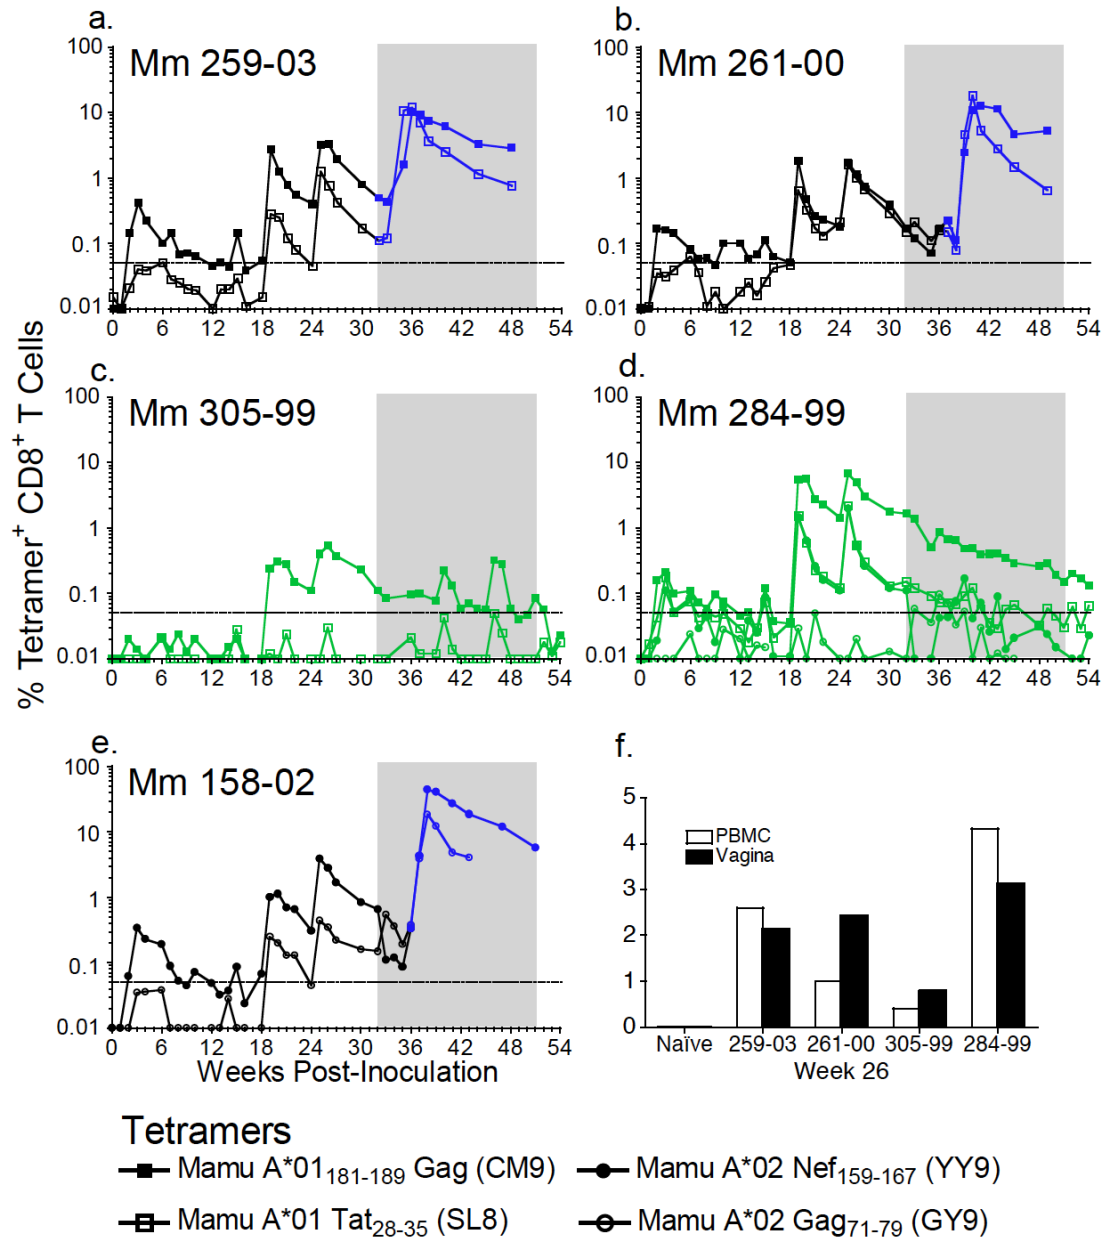 a.
b.
Mm 259-03
Mm 261-00
100
10
1
0.1
0.01
0 6 12 18 24 30 36 42 48 54
100
10
1
0.1
0.01
0 6 12 18 24 30 36 42 48 54
% Tetramer+ CD8+ T Cells
c.
d.
Mm 305-99
Mm 284-99
100
10
1
0.1
0.01
0 6 12 18 24 30 36 42 48 54
100
10
1
0.1
0.01
0 6 12 18 24 30 36 42 48 54
e.
f.
Mm 158-02
100
10
1
0.1
0.01
0 6 12 18 24 30 36 42 48 54
Weeks Post-Inoculation
5
4
3
2
1
0
PBMC
Vagina
Naïve 259-03 261-00 305-99 284-99
Week 26
Tetramers
Mamu A*01181-189 Gag (CM9)
Mamu A*02 Nef159-167 (YY9)
Mamu A*01 Tat28-35 (SL8)
Mamu A*02 Gag71-79 (GY9)